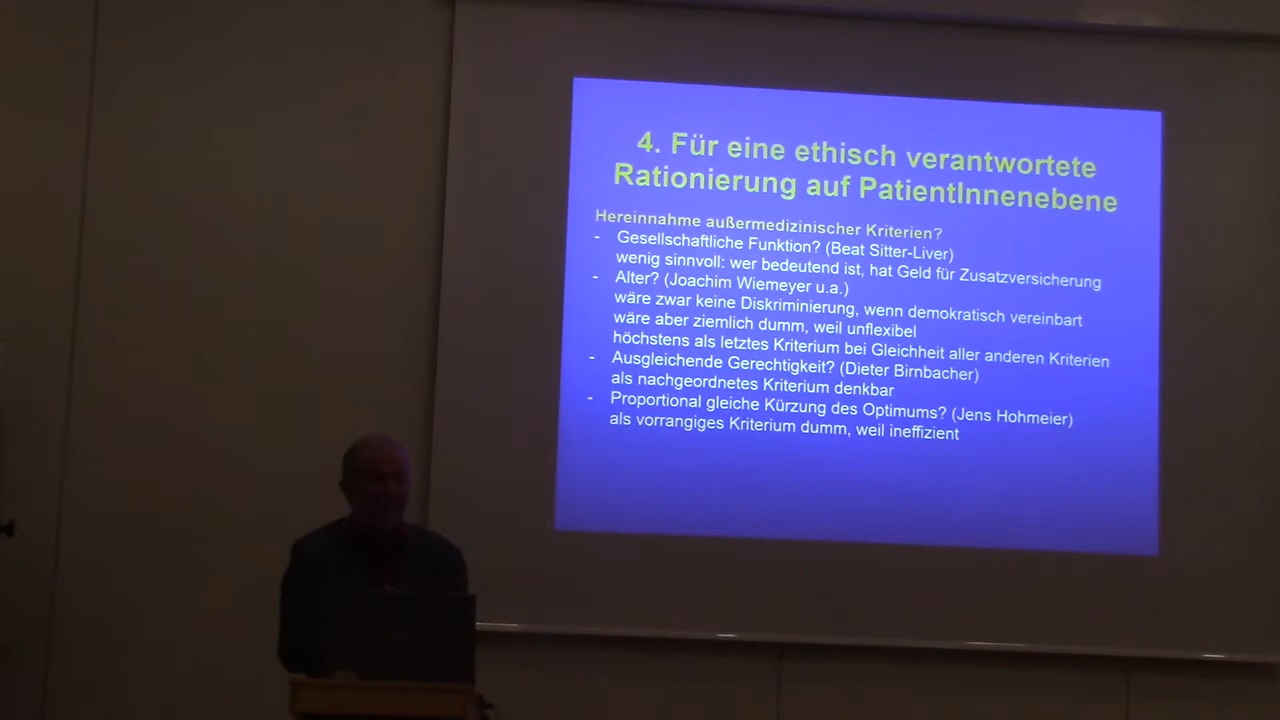 4. Für eine ethisch verantwortete
Rationierung auf PatientInnenebene
Hereinnahme außermedizinischer Kriterien?
- Gesellschaftliche Funktion? (Beat Sitter-Liver)
wenig sinnvoll: wer bedeutend ist, hat Geld für Zusatzversicherung
- Alter? (Joachim Wiemeyer u.a.)
wäre zwar keine Diskriminierung, wenn demokratisch vereinbart
wäre aber ziemlich dumm, weil unflexibel
höchstens als letztes Kriterium bei Gleichheit aller anderen Kriterien
- Ausgleichende Gerechtigkeit? (Dieter Birnbacher)
als nachgeordnetes Kriterium denkbar
- Proportional gleiche Kürzung des Optimums? (Jens Hohmeier)
als vorrangiges Kriterium dumm, weil ineffizient